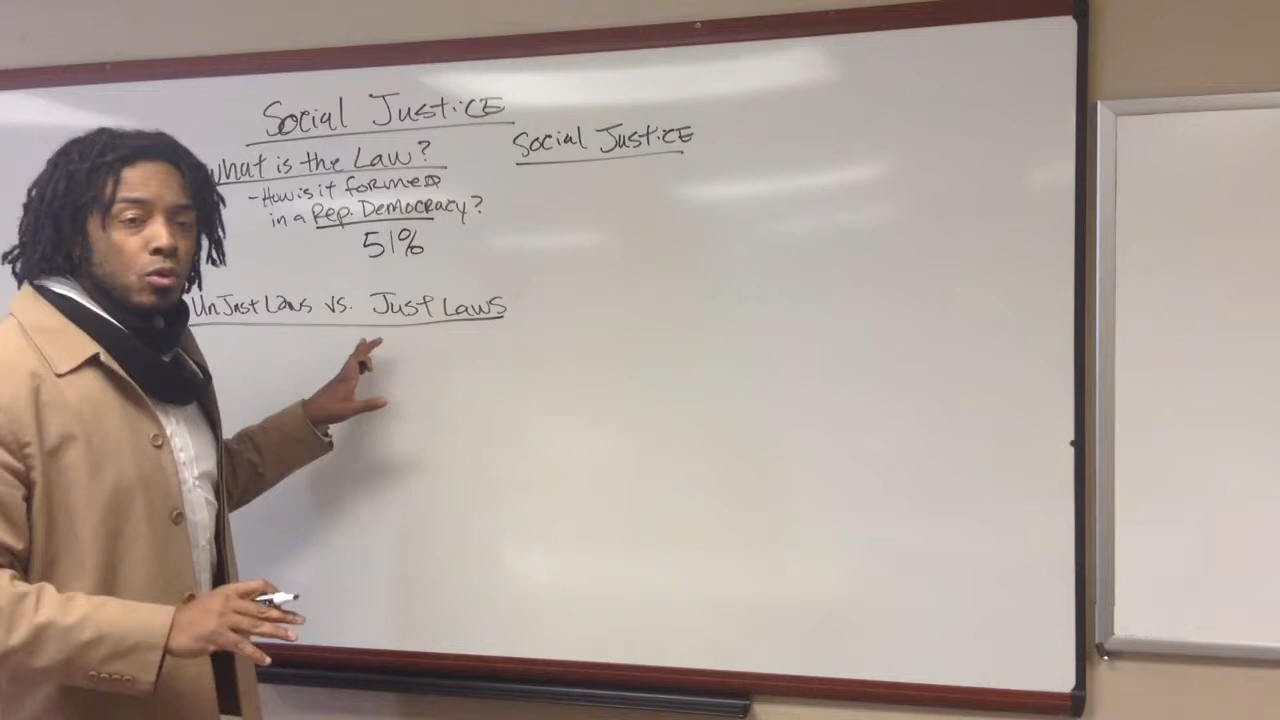 Social Justice
What is the Law?
- How is it formed
in a Rep. Democracy?
51%
UnJust Laws vs. Just Laws
Social Justice